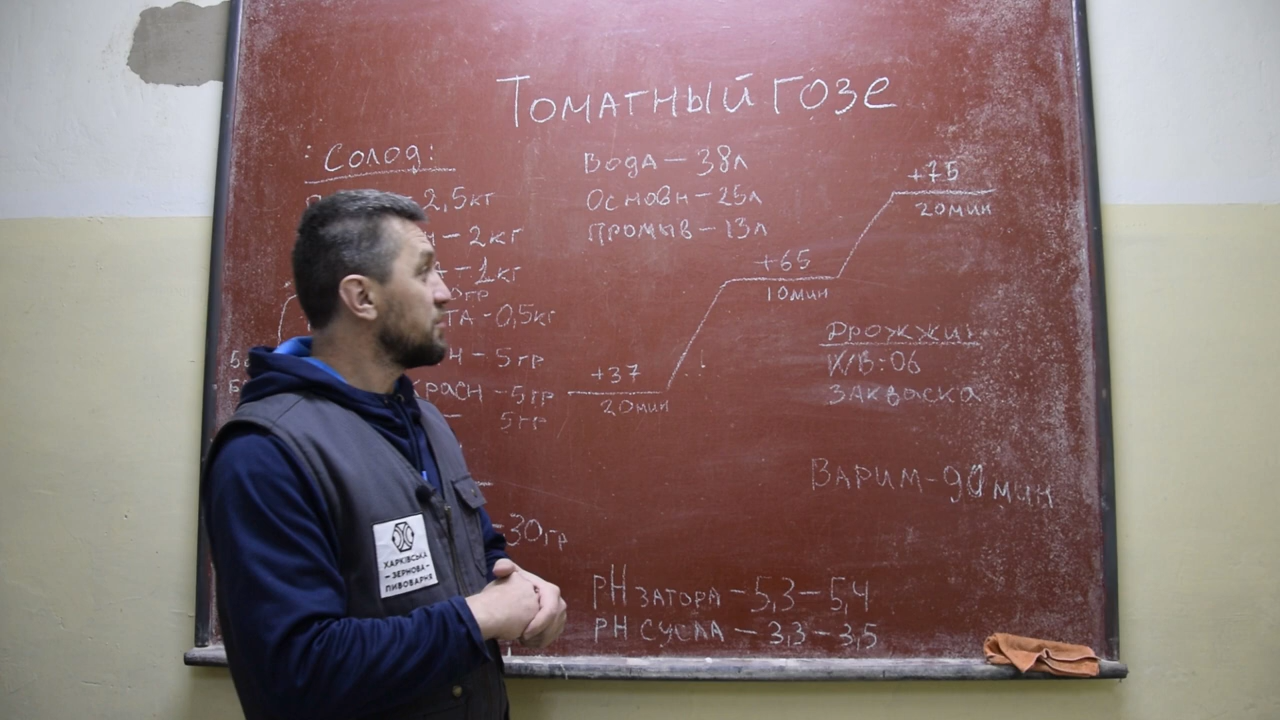 Томатный гозе
Солод:
2,5кг
н-2кг
-1кг
0гр
та-0,5кг
н-5гр
красн-5гр
5гр
-30гр
Вода-38л
Основн-25л
Промыв-13л
+37
20мин
+65
10мин
+75
20мин
Дрожжи:
К/В-06
Закваска
Варим-90мин
pH затора-5,3-5,4
pH сусла-3,3-3,5
ХАРКІВСЬКА
-ЗЕРНОВА-
ПИВОВАРНЯ